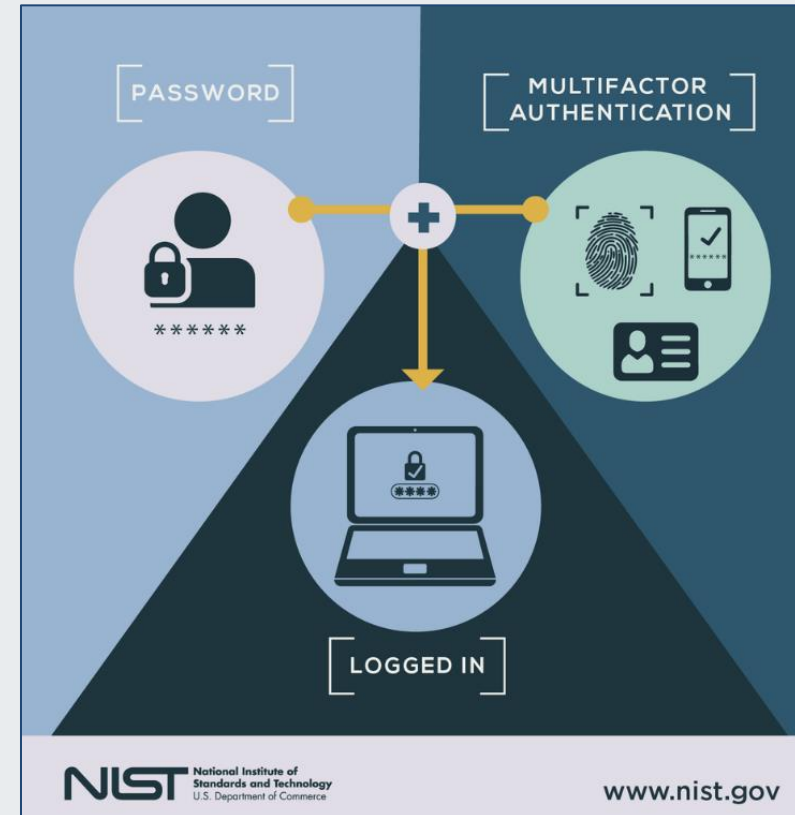 PASSWORD
MULTIFACTOR
AUTHENTICATION
******
******
****
LOGGED IN
NIST
National Institute of
Standards and Technology
U.S. Department of Commerce
www.nist.gov